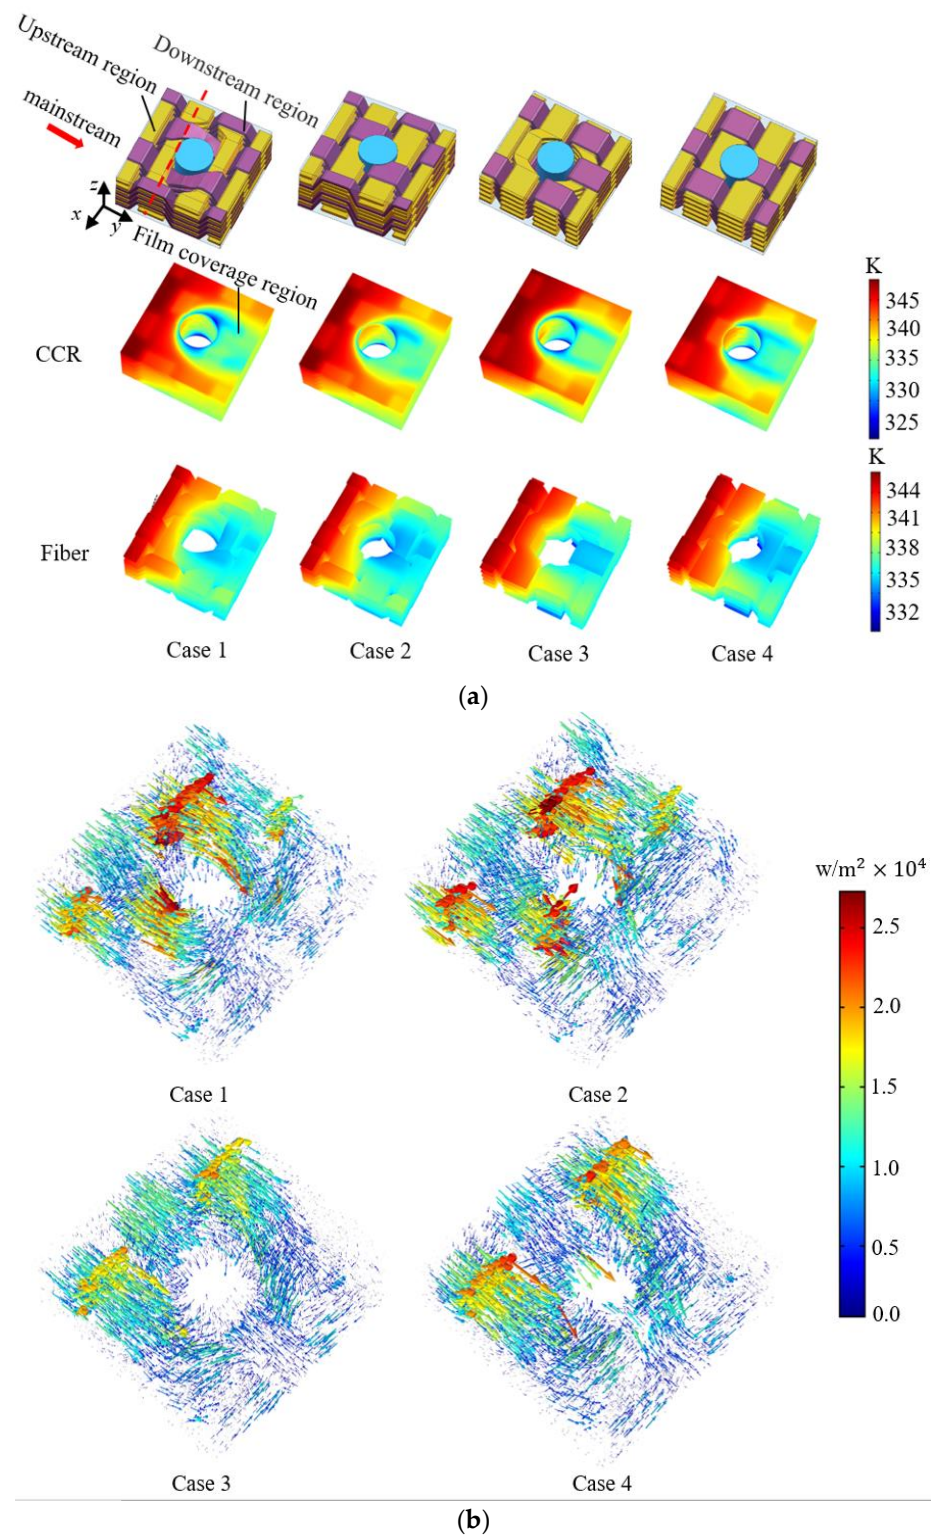 Upstream region
Downstream region
mainstream
z
x
y
Film coverage region
K
345
340
335
330
325
CCR
K
344
341
338
335
332
Fiber
Case 1
Case 2
Case 3
Case 4
(a)
w/m² × 10⁴
2.5
2.0
1.5
1.0
0.5
0.0
Case 1
Case 2
Case 3
Case 4
(b)